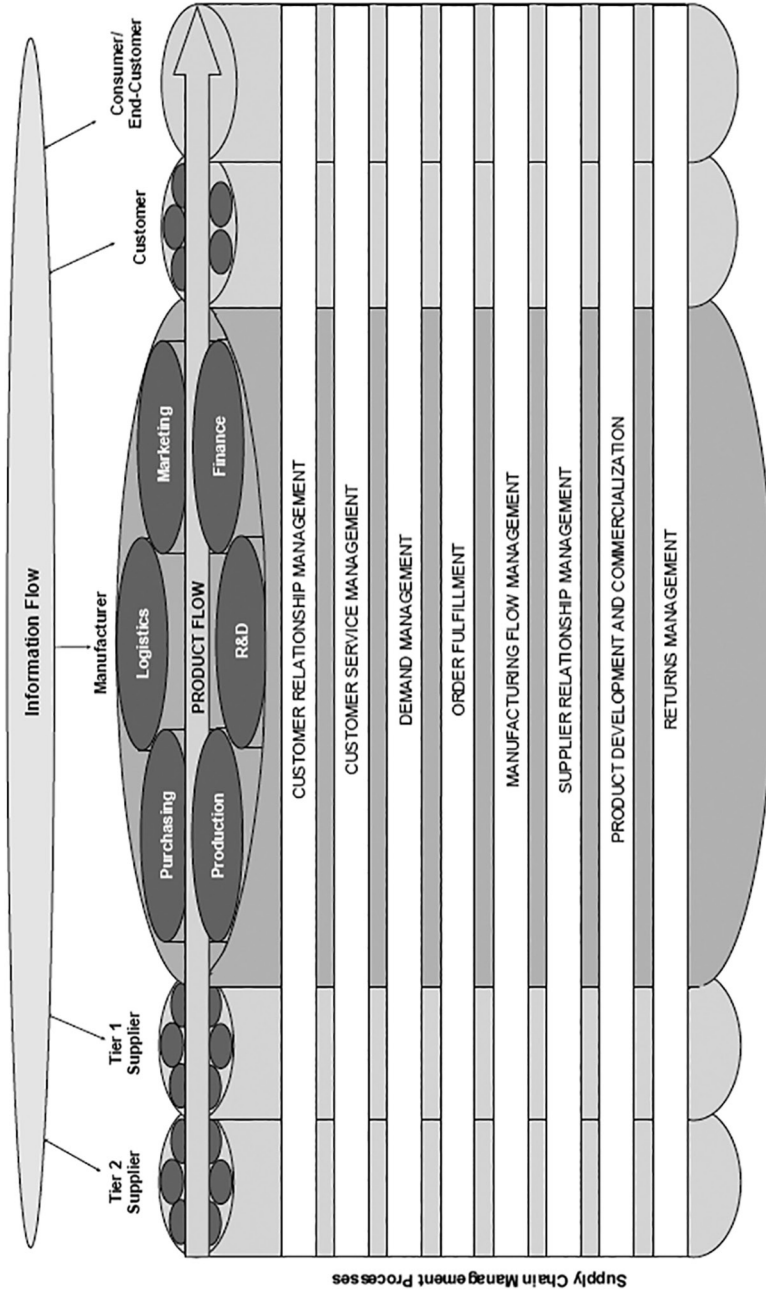 Information Flow
Tier 2
Supplier
Tier 1
Supplier
Manufacturer
Customer
Consumer/
End-Customer
Purchasing
Logistics
Marketing
PRODUCT FLOW
Production
R&D
Finance
Supply Chain Management Processes
CUSTOMER RELATIONSHIP MANAGEMENT
CUSTOMER SERVICE MANAGEMENT
DEMAND MANAGEMENT
ORDER FULFILLMENT
MANUFACTURING FLOW MANAGEMENT
SUPPLIER RELATIONSHIP MANAGEMENT
PRODUCT DEVELOPMENT AND COMMERCIALIZATION
RETURNS MANAGEMENT